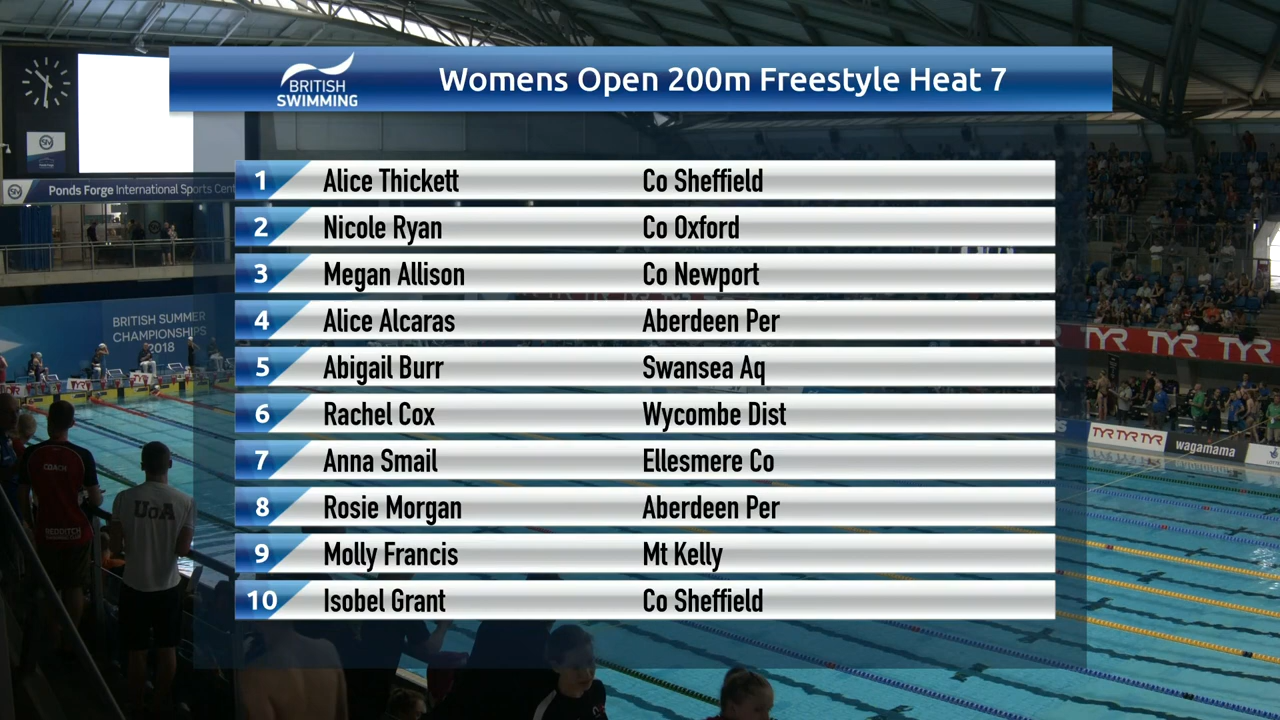 BRITISH
SWIMMING
Womens Open 200m Freestyle Heat 7
1 Alice Thickett Co Sheffield
2 Nicole Ryan Co Oxford
3 Megan Allison Co Newport
4 Alice Alcaras Aberdeen Per
5 Abigail Burr Swansea Aq
6 Rachel Cox Wycombe Dist
7 Anna Smail Ellesmere Co
8 Rosie Morgan Aberdeen Per
9 Molly Francis Mt Kelly
10 Isobel Grant Co Sheffield
Ponds Forge International Sports Cent
BRITISH SUMMER
CHAMPIONSHIPS
2018
TYR TYR TYR
TYR TYR TYR
wagamama
COACH
REDDITCH
UoA